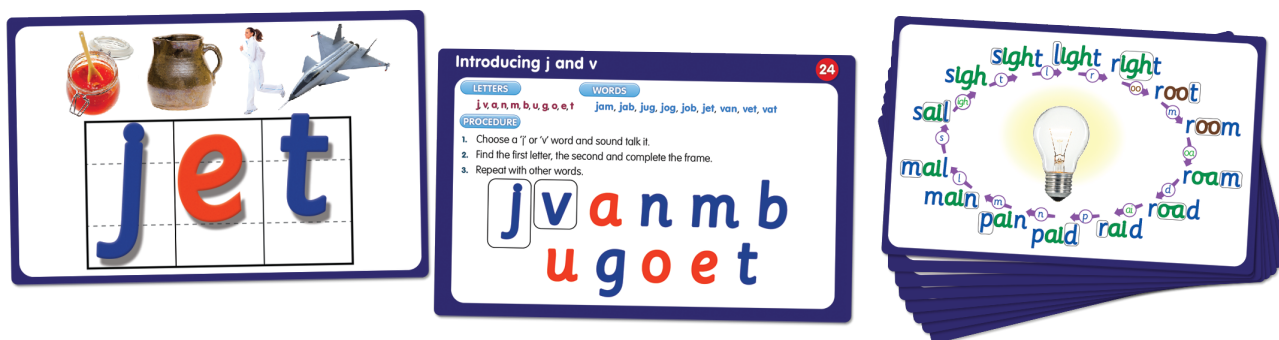 j e t
Introducing j and v
24
LETTERS
j, v, a, n, m, b, u, g, o, e, t
WORDS
jam, jab, jug, jog, job, jet, van, vet, vat
PROCEDURE
1. Choose a 'j' or 'v' word and sound talk it.
2. Find the first letter, the second and complete the frame.
3. Repeat with other words.
j v a n m b
u g o e t
light
r
right
oo
root
m
room
oa
roam
d
road
ai
raid
p
paid
n
pain
m
main
l
mail
s
sail
igh
sigh
t
sight
l